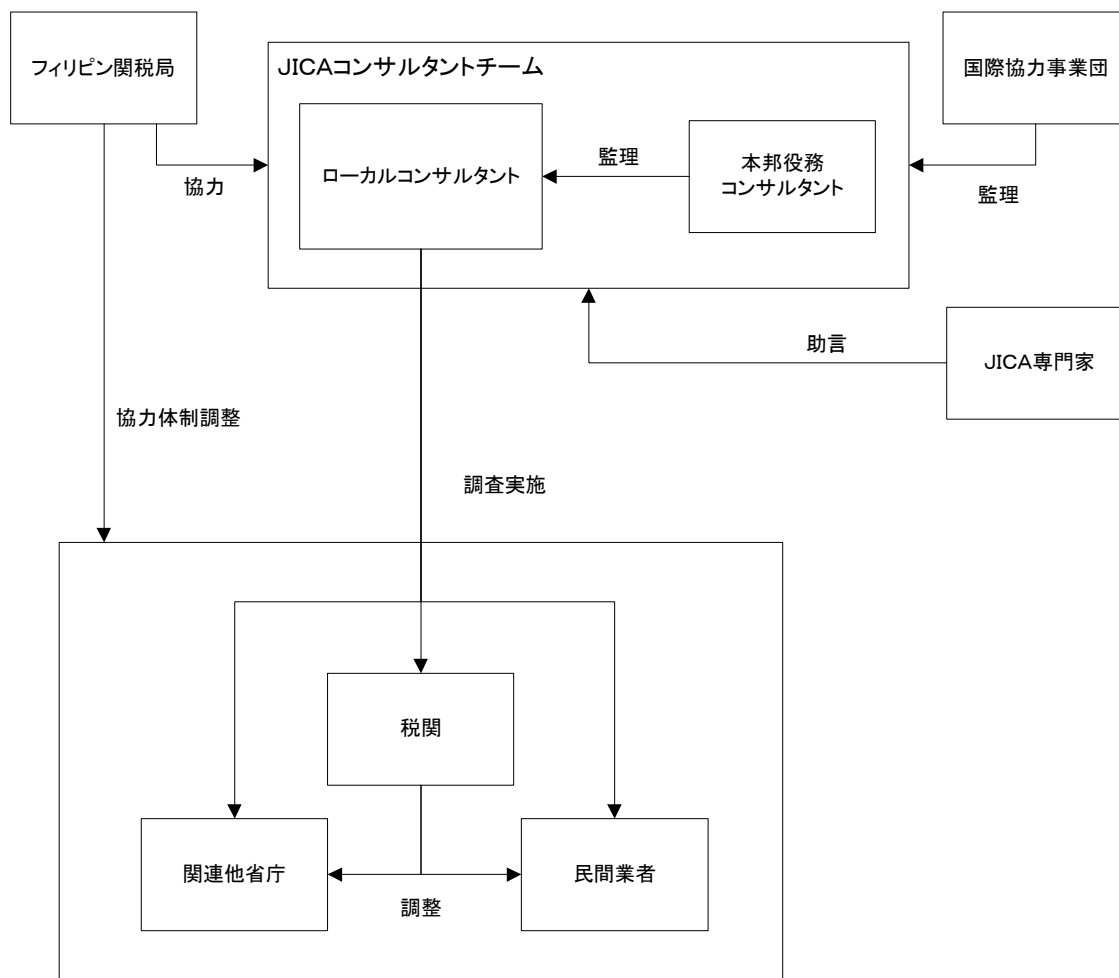 フィリピン関税局
JICAコンサルタントチーム
国際協力事業団
ローカルコンサルタント
監理
本邦役務
コンサルタント
協力
監理
助言
JICA専門家
協力体制調整
調査実施
税関
関連他省庁
民間業者
調整